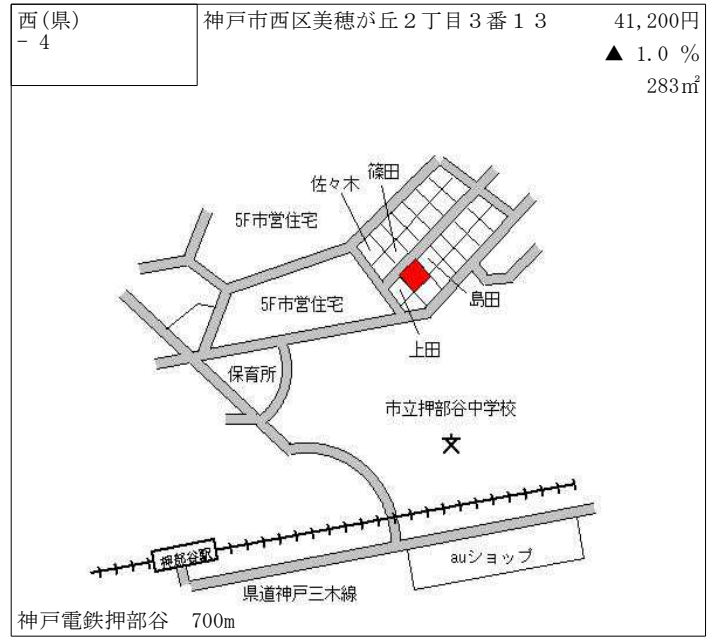 西(県)
- 4
神戸市西区美穂が丘２丁目３番１３
41,200円
▲ 1.0 %
283㎡
篠田
佐々木
5F市営住宅
5F市営住宅
島田
上田
保育所
市立押部谷中学校
文
押部谷駅
auショップ
県道神戸三木線
神戸電鉄押部谷　700m